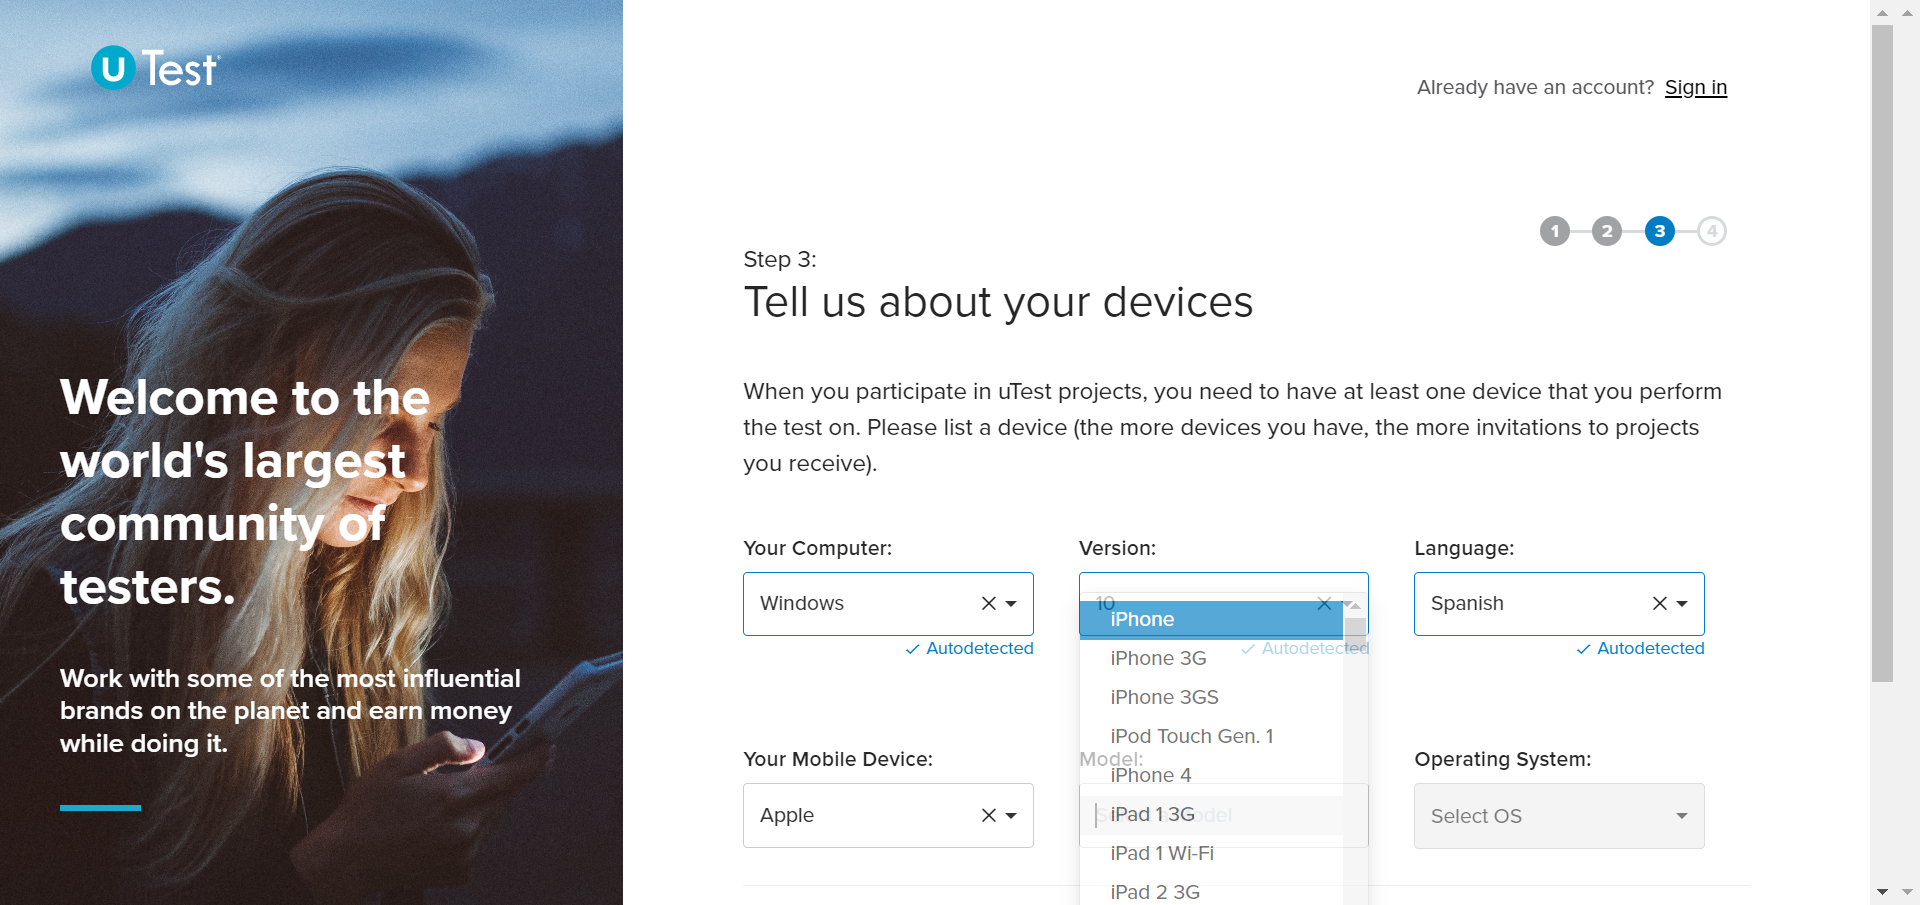 uTest
Welcome to the
world's largest
community of
testers.
Work with some of the most influential
brands on the planet and earn money
while doing it.
Already have an account? Sign in
1 2 3 4
Step 3:
Tell us about your devices
When you participate in uTest projects, you need to have at least one device that you perform
the test on. Please list a device (the more devices you have, the more invitations to projects
you receive).
Your Computer:
Windows
Autodetected
Version:
10
Autodetected
Language:
Spanish
Autodetected
Your Mobile Device:
Apple
Model:
iPhone
iPhone 3G
iPhone 3GS
iPod Touch Gen. 1
iPhone 4
iPad 1 3G
iPad 1 Wi-Fi
iPad 2 3G
Operating System:
Select OS